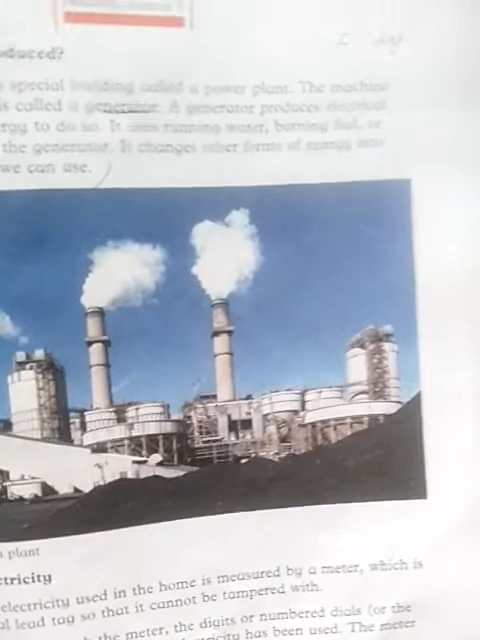 duced?
special building called a power plant. The machine
is called a generator. A generator produces electrical
rgy to do so. It uses running water, burning fuel, or
the generator. It changes other forms of energy into
we can use.
plant
ctricity
electricity used in the home is measured by a meter, which is
al lead tag so that it cannot be tampered with.
the meter, the digits or numbered dials (or the
has been used. The meter